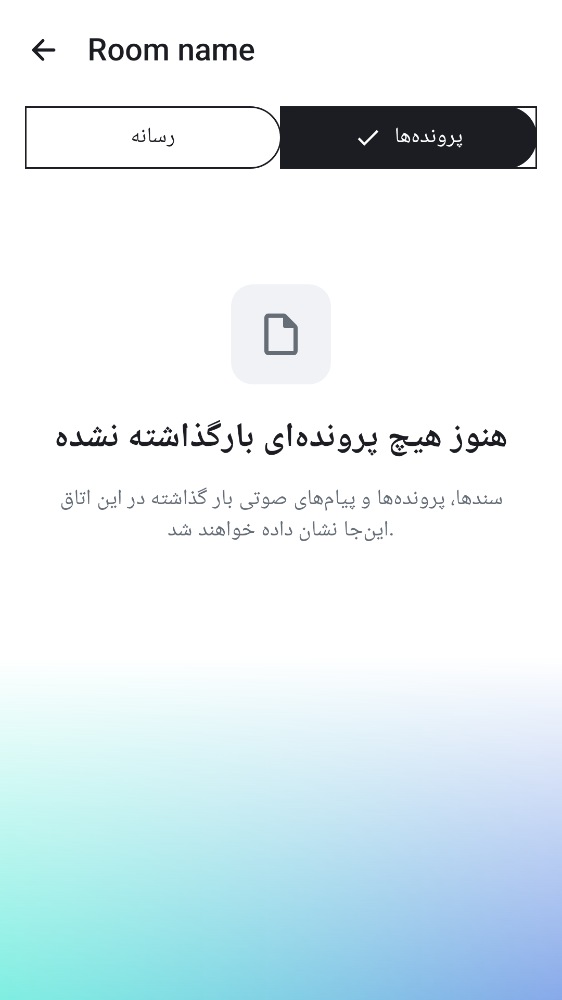 Room name
رسانه
پرونده‌ها
هنوز هیچ پرونده‌ای بارگذاشته نشده
سندها، پرونده‌ها و پیام‌های صوتی بار گذاشته در این اتاق
این‌جا نشان داده خواهند شد.